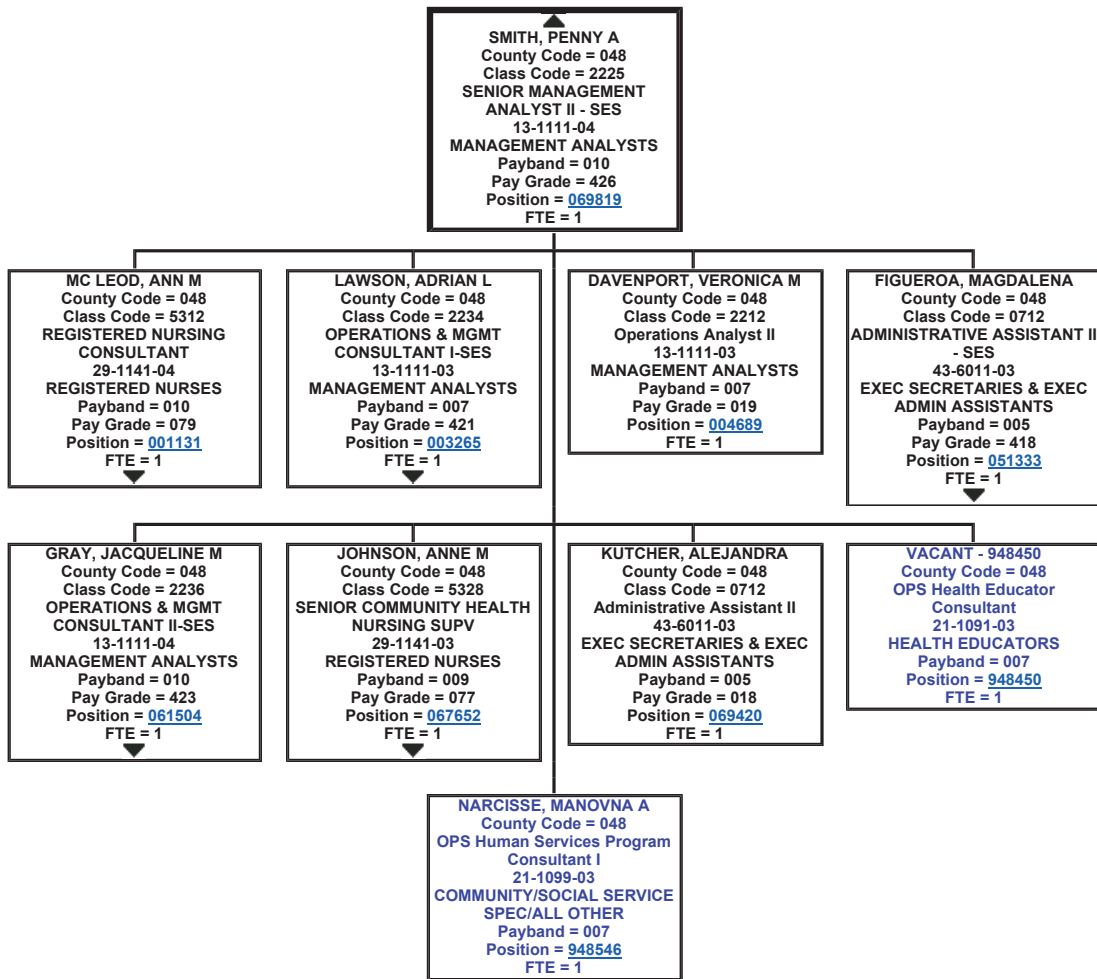 SMITH, PENNY A
County Code = 048
Class Code = 2225
SENIOR MANAGEMENT
ANALYST II - SES
13-1111-04
MANAGEMENT ANALYSTS
Payband = 010
Pay Grade = 426
Position = 069819
FTE = 1
MC LEOD, ANN M
County Code = 048
Class Code = 5312
REGISTERED NURSING
CONSULTANT
29-1141-04
REGISTERED NURSES
Payband = 010
Pay Grade = 079
Position = 001131
FTE = 1
LAWSON, ADRIAN L
County Code = 048
Class Code = 2234
OPERATIONS & MGMT
CONSULTANT I-SES
13-1111-03
MANAGEMENT ANALYSTS
Payband = 007
Pay Grade = 421
Position = 003265
FTE = 1
DAVENPORT, VERONICA M
County Code = 048
Class Code = 2212
Operations Analyst II
13-1111-03
MANAGEMENT ANALYSTS
Payband = 007
Pay Grade = 019
Position = 004689
FTE = 1
FIGUEROA, MAGDALENA
County Code = 048
Class Code = 0712
ADMINISTRATIVE ASSISTANT II
- SES
43-6011-03
EXEC SECRETARIES & EXEC
ADMIN ASSISTANTS
Payband = 005
Pay Grade = 418
Position = 051333
FTE = 1
GRAY, JACQUELINE M
County Code = 048
Class Code = 2236
OPERATIONS & MGMT
CONSULTANT II-SES
13-1111-04
MANAGEMENT ANALYSTS
Payband = 010
Pay Grade = 423
Position = 061504
FTE = 1
JOHNSON, ANNE M
County Code = 048
Class Code = 5328
SENIOR COMMUNITY HEALTH
NURSING SUPV
29-1141-03
REGISTERED NURSES
Payband = 009
Pay Grade = 077
Position = 067652
FTE = 1
KUTCHER, ALEJANDRA
County Code = 048
Class Code = 0712
Administrative Assistant II
43-6011-03
EXEC SECRETARIES & EXEC
ADMIN ASSISTANTS
Payband = 005
Pay Grade = 018
Position = 069420
FTE = 1
VACANT - 948450
County Code = 048
OPS Health Educator
Consultant
21-1091-03
HEALTH EDUCATORS
Payband = 007
Position = 948450
FTE = 1
NARCISSE, MANOVNA A
County Code = 048
OPS Human Services Program
Consultant I
21-1099-03
COMMUNITY/SOCIAL SERVICE
SPEC/ALL OTHER
Payband = 007
Position = 948546
FTE = 1